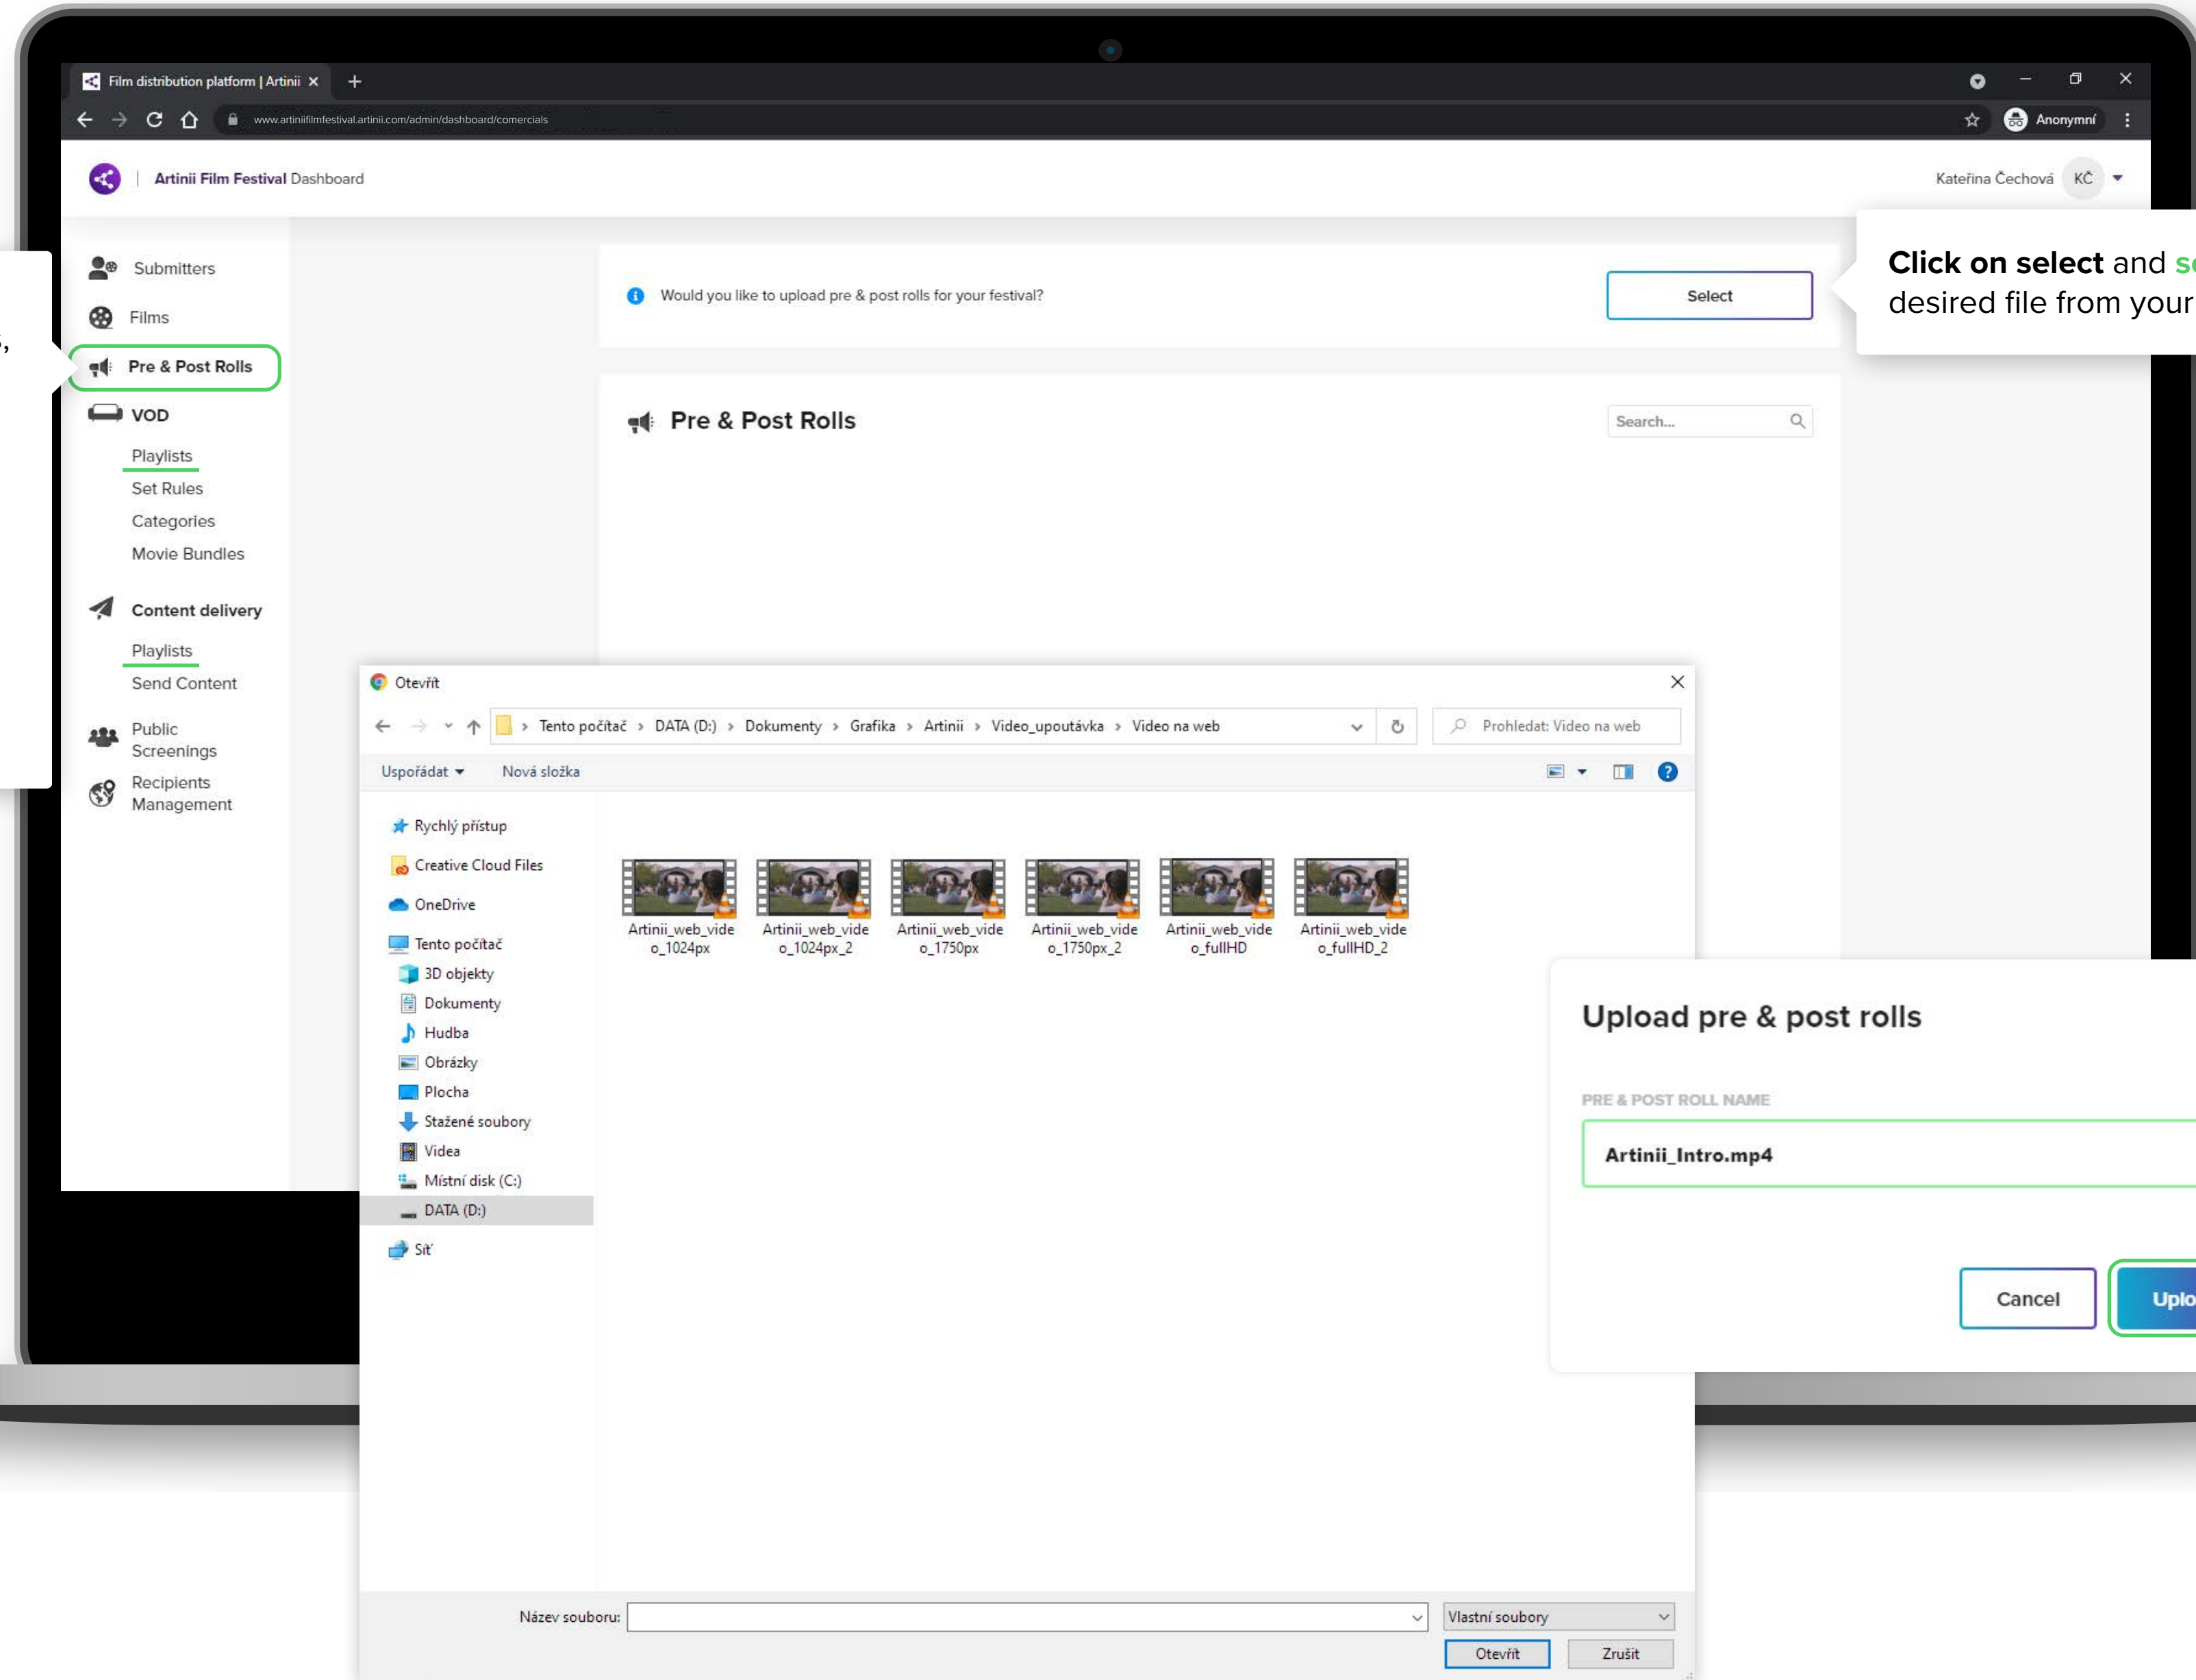 Film distribution platform | Artinii
www.artiniifilmfestival.artinii.com/admin/dashboard/comercials
Anonymní
Artinii Film Festival Dashboard
Kateřina Čechová KČ
Submitters
Films
Pre & Post Rolls
VOD
Playlists
Set Rules
Categories
Movie Bundles
Content delivery
Playlists
Send Content
Public
Screenings
Recipients
Management
Would you like to upload pre & post rolls for your festival?
Select
Click on select and
desired file from your
Pre & Post Rolls
Search...
Otevřít
Tento počítač › DATA (D:) › Dokumenty › Grafika › Artinii › Video_upoutávka › Video na web
Prohledat: Video na web
Uspořádat
Nová složka
Rychlý přístup
Creative Cloud Files
OneDrive
Tento počítač
3D objekty
Dokumenty
Hudba
Obrázky
Plocha
Stažené soubory
Videa
Místní disk (C:)
DATA (D:)
Síť
Artinii_web_vide
o_1024px
Artinii_web_vide
o_1024px_2
Artinii_web_vide
o_1750px
Artinii_web_vide
o_1750px_2
Artinii_web_vide
o_fullHD
Artinii_web_vide
o_fullHD_2
Upload pre & post rolls
PRE & POST ROLL NAME
Artinii_Intro.mp4
Cancel
Název souboru:
Vlastní soubory
Otevřít
Zrušit